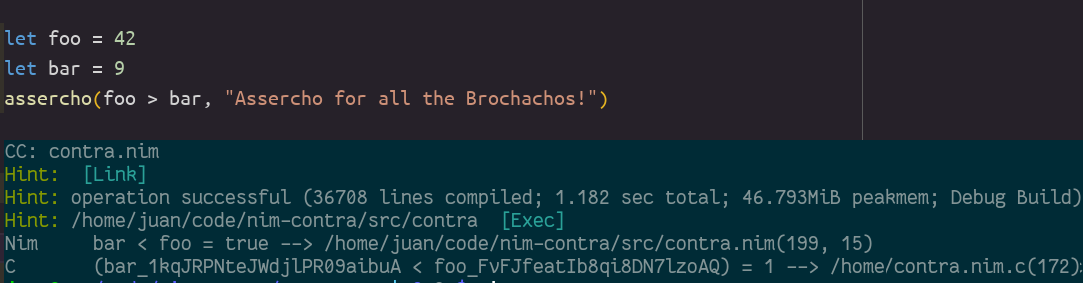 let foo = 42
let bar = 9
assercho(foo > bar, "Assercho for all the Brochachos!")
CC: contra.nim
Hint:  [Link]
Hint: operation successful (36708 lines compiled; 1.182 sec total; 46.793MiB peakmem; Debug Build)
Hint: /home/juan/code/nim-contra/src/contra  [Exec]
Nim     bar < foo = true --> /home/juan/code/nim-contra/src/contra.nim(199, 15)
C       (bar_1kqJRPNteJWdjlPR09aibuA < foo_FvFJfeatIb8qi8DN7lzoAQ) = 1 --> /home/contra.nim.c(172)